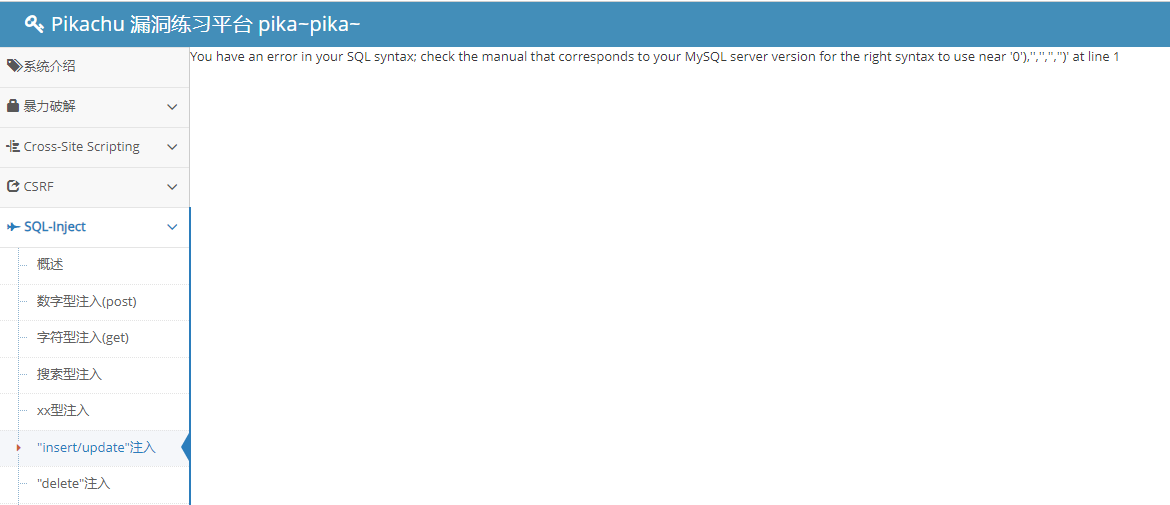 Pikachu 漏洞练习平台 pika~pika~
系统介绍
暴力破解
Cross-Site Scripting
CSRF
SQL-Inject
概述
数字型注入(post)
字符型注入(get)
搜索型注入
xx型注入
"insert/update"注入
"delete"注入
You have an error in your SQL syntax; check the manual that corresponds to your MySQL server version for the right syntax to use near '0'),'','','','')' at line 1